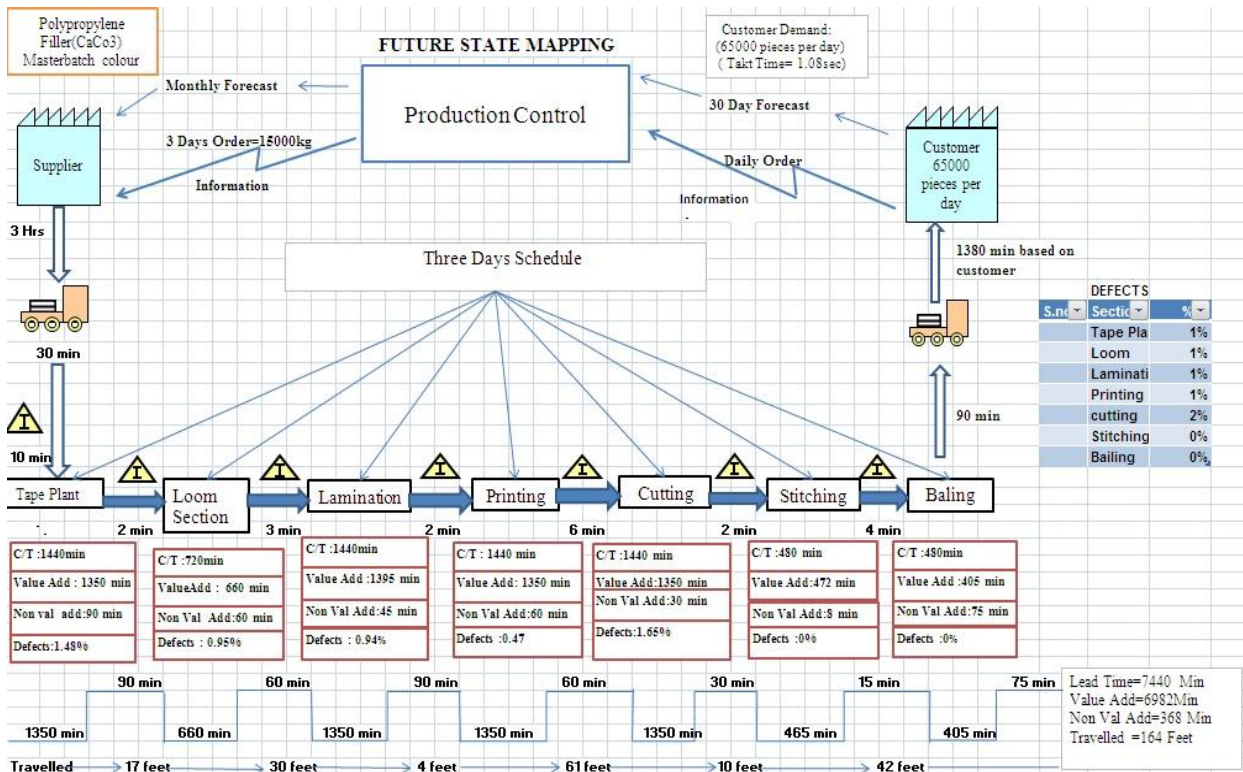 Polypropylene
Filler(CaCo3)
Masterbatch colour
FUTURE STATE MAPPING
Customer Demand:
(65000 pieces per day)
( Takt Time= 1.08sec)
Monthly Forecast
Production Control
30 Day Forecast
3 Days Order=15000kg
Information
Daily Order
Information
Supplier
Customer
65000
pieces per
day
3 Hrs
Three Days Schedule
1380 min based on
customer
30 min
90 min
10 min
DEFECTS
S.no Sectic %
Tape Pla 1%
Loom 1%
Laminati 1%
Printing 1%
cutting 2%
Stitching 0%
Bailing 0%
I
I
I
I
I
I
I
Tape Plant
Loom
Section
Lamination
Printing
Cutting
Stitching
Baling
2 min
3 min
2 min
6 min
2 min
4 min
C/T :1440min
Value Add : 1350 min
Non val add:90 min
Defects:1.48%
C/T :720min
ValueAdd : 660 min
Non Val Add:60 min
Defects : 0.95%
C/T :1440min
Value Add :1395 min
Non Val Add:45 min
Defects : 0.94%
C/T : 1440 min
Value Add: 1350 min
Non Val Add:60 min
Defects : 0.47
C/T :1440 min
Value Add:1350 min
Non Val Add:30 min
Defects:1.65%
C/T :480 min
Value Add:472 min
Non Val Add:8 min
Defects :0%
C/T :480min
Value Add:405 min
Non Val Add:75 min
Defects :0%
90 min 60 min 90 min 60 min 30 min 15 min 75 min
1350 min 660 min 1350 min 1350 min 1350 min 465 min 405 min
Travelled 17 feet 30 feet 4 feet 61 feet 10 feet 42 feet
Lead Time=7440 Min
Value Add=6982Min
Non Val Add=368 Min
Travelled =164 Feet